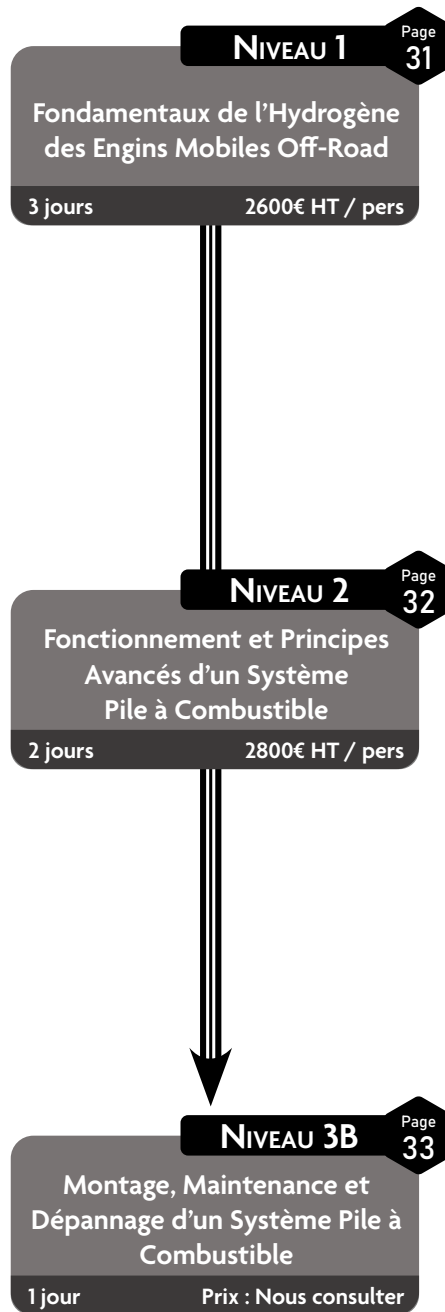 NIVEAU 1
Page
31
Fondamentaux de l'Hydrogène
des Engins Mobiles Off-Road
3 jours 2600€ HT / pers
NIVEAU 2
Page
32
Fonctionnement et Principes
Avancés d'un Système
Pile à Combustible
2 jours 2800€ HT / pers
NIVEAU 3B
Page
33
Montage, Maintenance et
Dépannage d'un Système Pile à
Combustible
1 jour Prix : Nous consulter